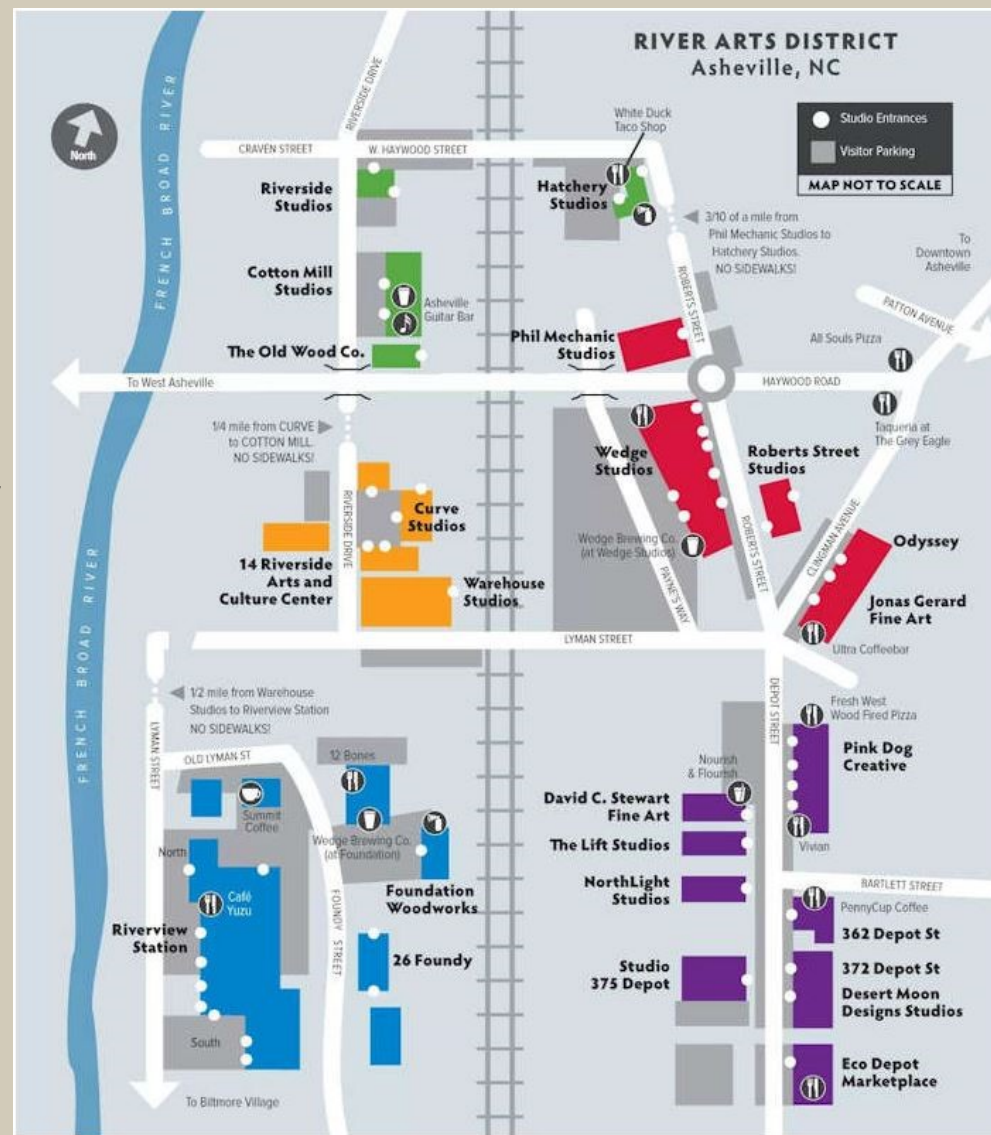 RIVER ARTS DISTRICT
Asheville, NC
North
Studio Entrances
Visitor Parking
MAP NOT TO SCALE
FRENCH BROAD RIVER
RIVERSIDE DRIVE
CRAVEN STREET
W. HAYWOOD STREET
White Duck
Taco Shop
Riverside
Studios
Hatchery
Studios
3/10 of a mile from
Phil Mechanic Studios to
Hatchery Studios.
NO SIDEWALKS!
To
Downtown
Asheville
Cotton Mill
Studios
Asheville
Guitar Bar
ROBERTS STREET
PATTON AVENUE
The Old Wood Co.
Phil Mechanic
Studios
All Souls Pizza
To West Asheville
HAYWOOD ROAD
1/4 mile from CURVE
to COTTON MILL.
NO SIDEWALKS!
Taqueria at
The Grey Eagle
Wedge
Studios
Roberts Street
Studios
RIVERSIDE DRIVE
Curve
Studios
Wedge Brewing Co.
(at Wedge Studios)
ROBERTS STREET
CLINGMAN AVENUE
Odyssey
14 Riverside
Arts and
Culture Center
Warehouse
Studios
PAYNE'S WAY
Jonas Gerard
Fine Art
FRENCH BROAD RIVER
LYMAN STREET
Ultra Coffeebar
1/2 mile from Warehouse
Studios to Riverview Station
NO SIDEWALKS!
DEPOT STREET
Fresh West
Wood Fired Pizza
LYMAN STREET
OLD LYMAN ST
12 Bones
Nourish
& Flourish
Pink Dog
Creative
Summit
Coffee
David C. Stewart
Fine Art
Wedge Brewing Co.
(at Foundation)
The Lift Studios
Vivian
North
Café
Yuzu
Foundation
Woodworks
NorthLight
Studios
BARTLETT STREET
PennyCup Coffee
Riverview
Station
FOUNDY STREET
362 Depot St
26 Foundy
Studio
375 Depot
372 Depot St
Desert Moon
Designs Studios
South
Eco Depot
Marketplace
To Biltmore Village